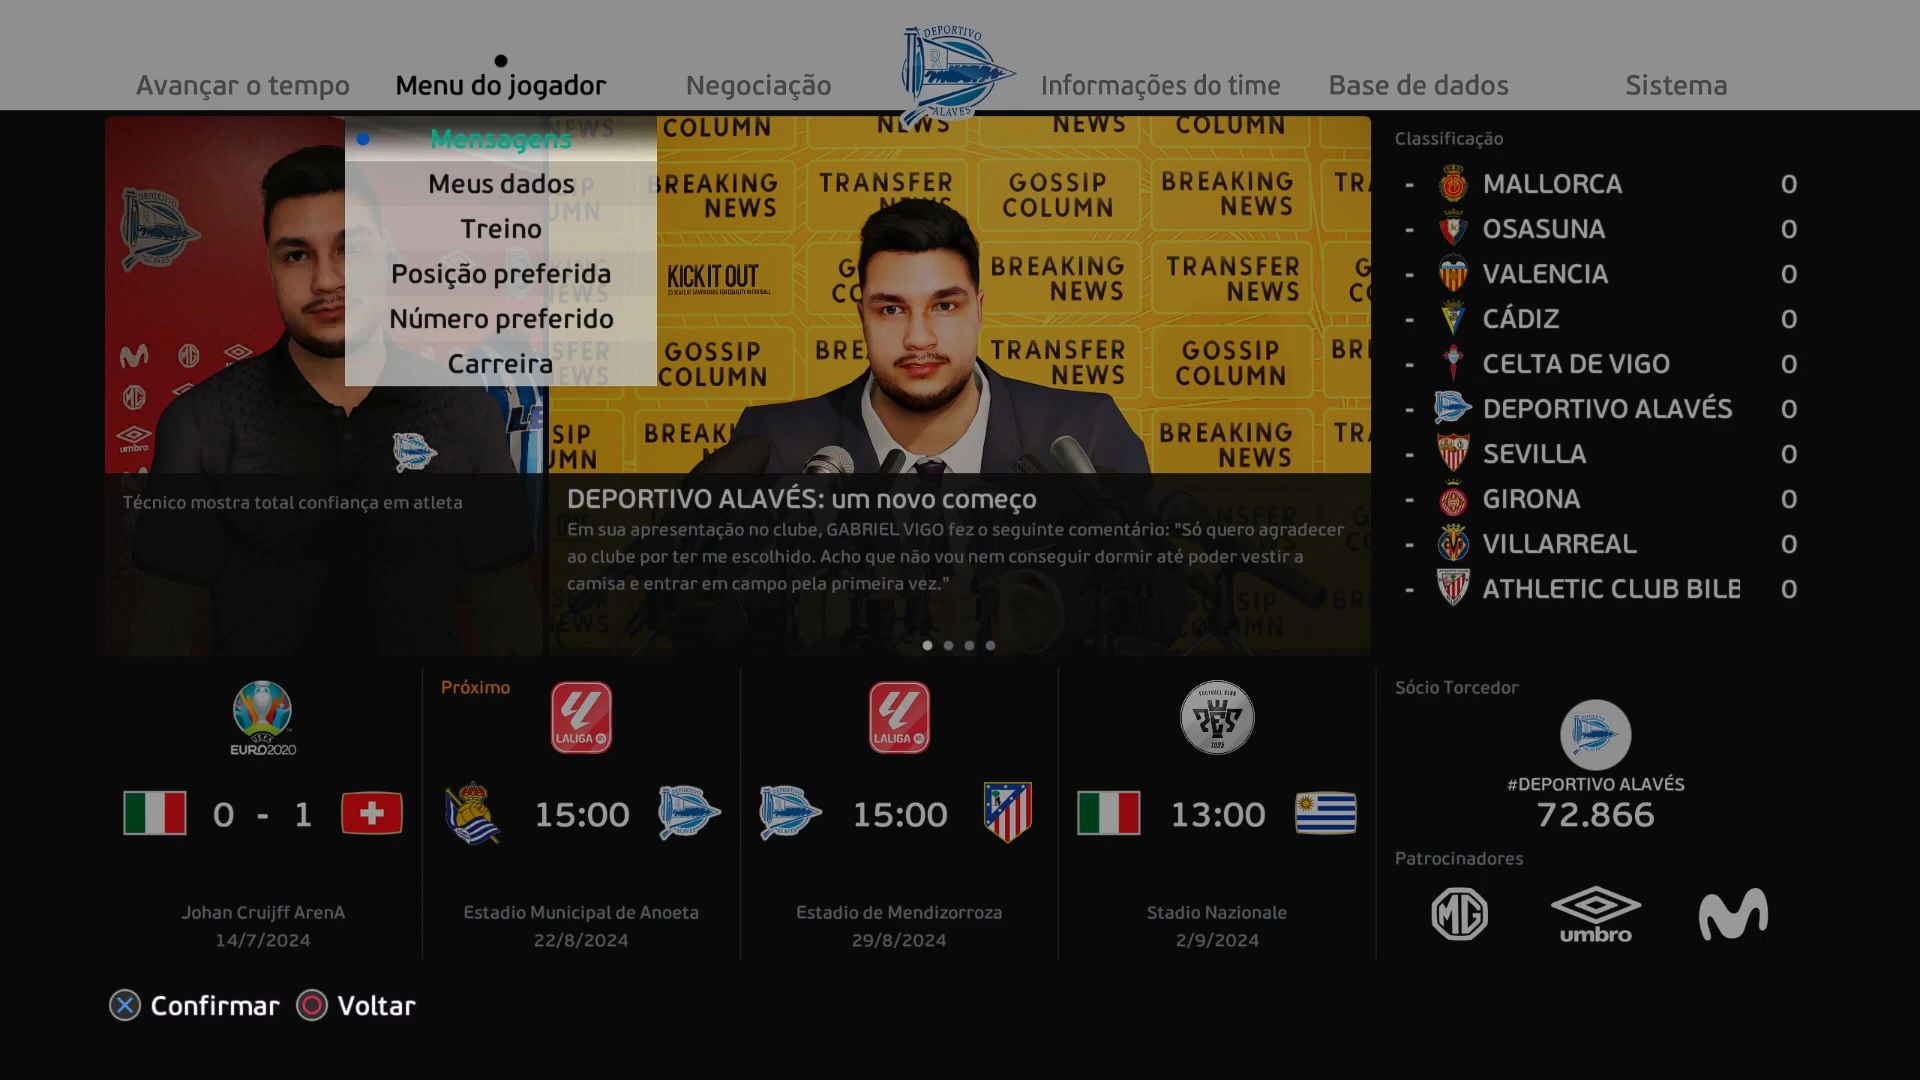 Avançar o tempo
Menu do jogador
Negociação
DEPORTIVO
ALAVÉS
Informações do time
Base de dados
Sistema
Mensagens
Meus dados
Treino
Posição preferida
Número preferido
Carreira
COLUMN
NEWS
NEWS
COLUMN
BREAKING
NEWS
TRANSFER
NEWS
GOSSIP
COLUMN
BREAKING
NEWS
KICK IT OUT
BREAKING
NEWS
TRANSFER
NEWS
GOSSIP
COLUMN
TRANSFER
NEWS
GOSSIP
COLUMN
BREAKING
NEWS
umbro
Técnico mostra total confiança em atleta
DEPORTIVO ALAVÉS: um novo começo
Em sua apresentação no clube, GABRIEL VIGO fez o seguinte comentário: "Só quero agradecer
ao clube por ter me escolhido. Acho que não vou nem conseguir dormir até poder vestir a
camisa e entrar em campo pela primeira vez."
Classificação
- MALLORCA 0
- OSASUNA 0
- VALENCIA 0
- CÁDIZ 0
- CELTA DE VIGO 0
- DEPORTIVO ALAVÉS 0
- SEVILLA 0
- GIRONA 0
- VILLARREAL 0
- ATHLETIC CLUB BILB 0
UEFA
EURO2020
0 - 1
Johan Cruijff ArenA
14/7/2024
Próximo
LALIGA
15:00
Estadio Municipal de Anoeta
22/8/2024
LALIGA
15:00
Estadio de Mendizorroza
29/8/2024
FOOTBALL CLUB
PES
1995
13:00
Stadio Nazionale
2/9/2024
Sócio Torcedor
#DEPORTIVO ALAVÉS
72.866
Patrocinadores
MG
umbro
Confirmar
Voltar